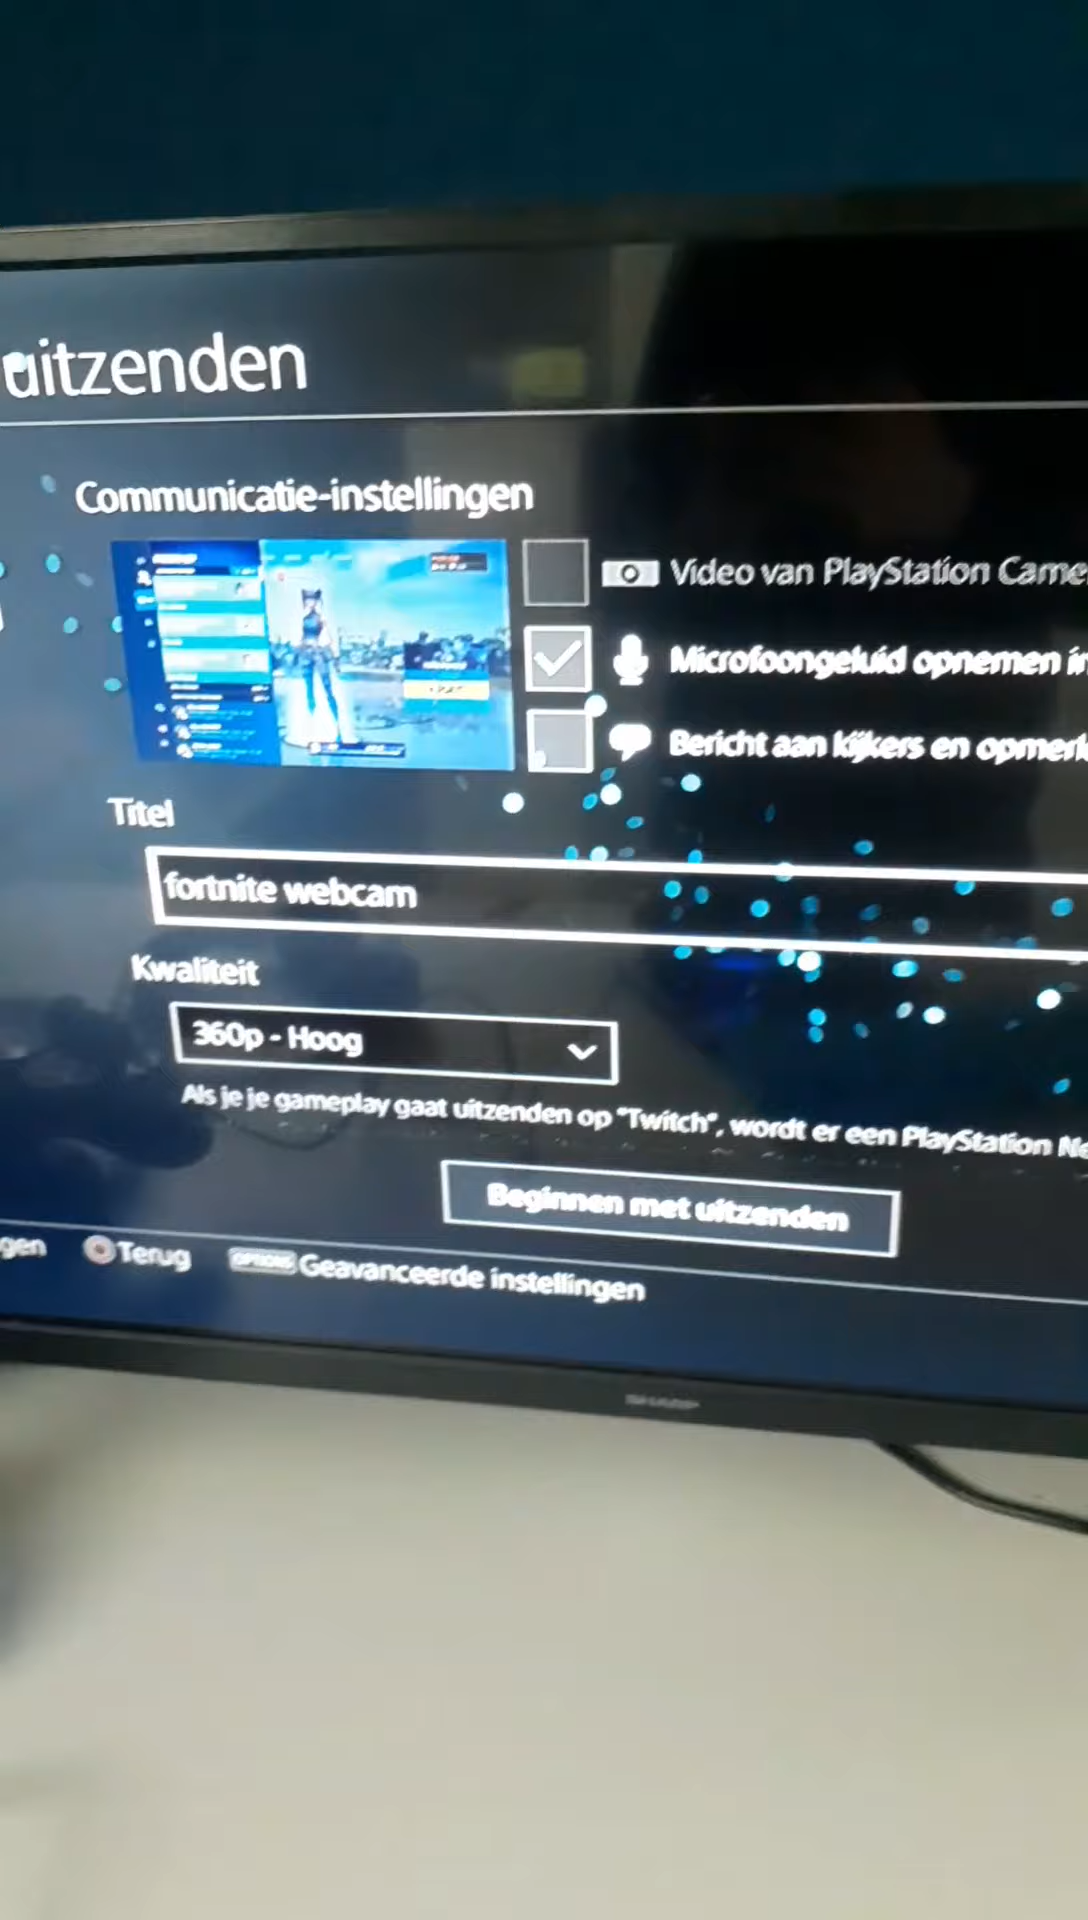 uitzenden
Communicatie-instellingen
Video van PlayStation Came
Microfoongeluid opnemen in
Bericht aan kijkers en opmerk
Titel
fortnite webcam
Kwaliteit
360p - Hoog
Als je je gameplay gaat uitzenden op "Twitch", wordt er een PlayStation Ne
Beginnen met uitzenden
gen Terug OPTIONS Geavanceerde instellingen